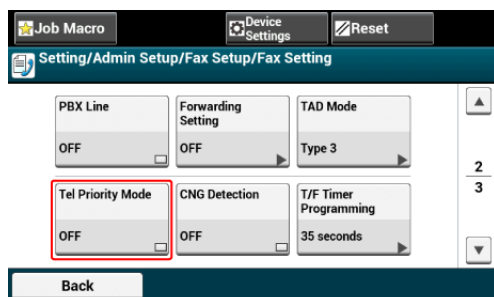 Job Macro
Device
Settings
Reset
Setting/Admin Setup/Fax Setup/Fax Setting
PBX Line
OFF
Forwarding
Setting
OFF
TAD Mode
Type 3
2
3
Tel Priority Mode
OFF
CNG Detection
OFF
T/F Timer
Programming
35 seconds
Back